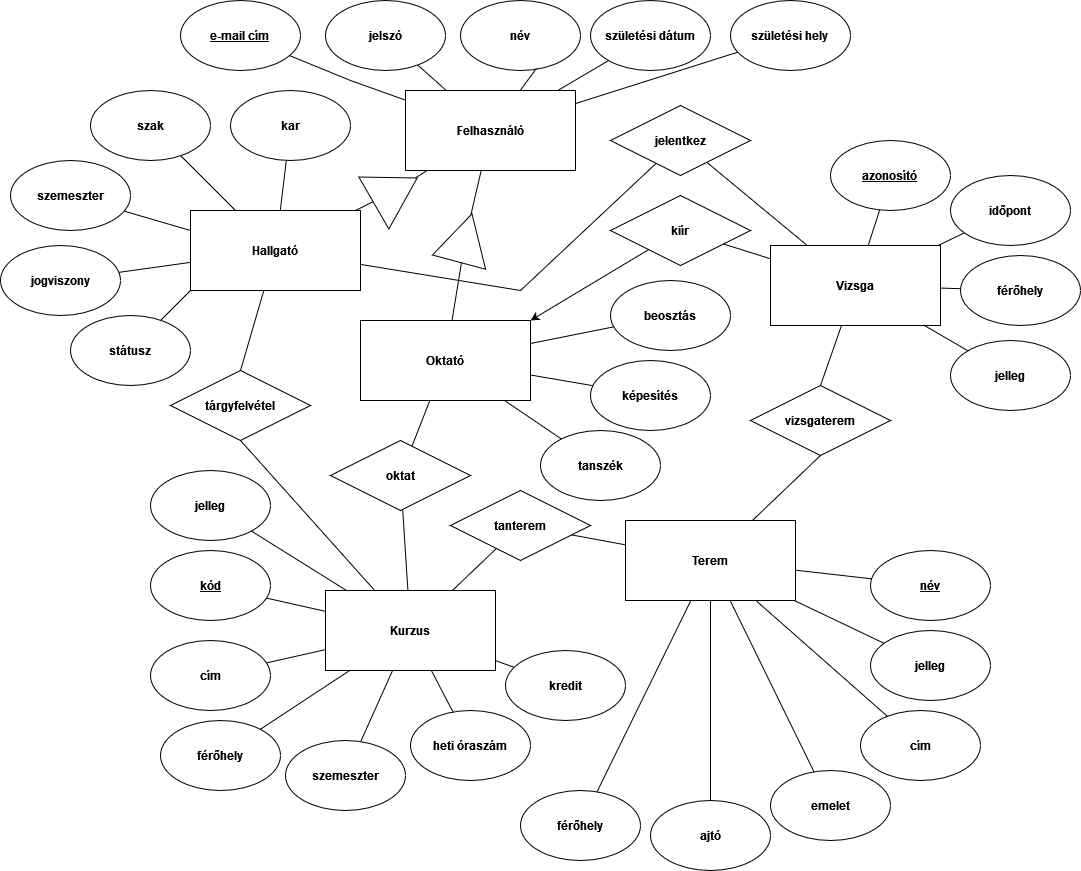 e-mail cím
jelszó
név
születési dátum
születési hely
szak
kar
Felhasználó
jelentkez
azonosító
szemeszter
időpont
kiír
Hallgató
jogviszony
Vizsga
férőhely
beosztás
státusz
Oktató
jelleg
képesítés
tárgyfelvétel
vizsgaterem
tanszék
oktat
jelleg
tanterem
Terem
kód
név
Kurzus
jelleg
cím
kredit
férőhely
heti óraszám
cím
szemeszter
emelet
férőhely
ajtó